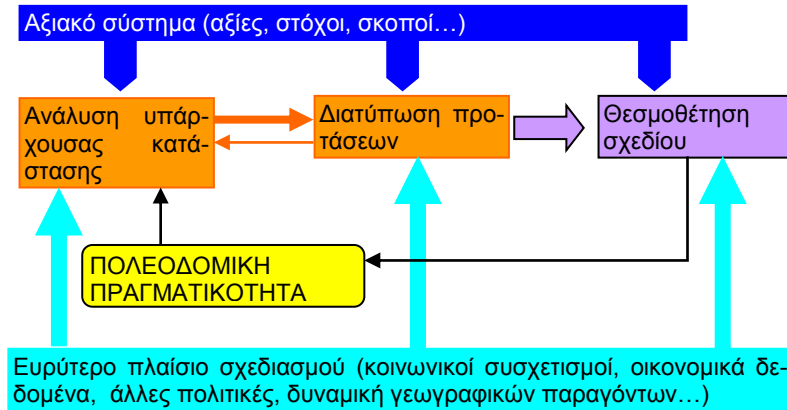 Αξιακό σύστημα (αξίες, στόχοι, σκοποί…)
Ανάλυση υπάρ-
χουσας κατά-
στασης
Διατύπωση προ-
τάσεων
Θεσμοθέτηση
σχεδίου
ΠΟΛΕΟΔΟΜΙΚΗ
ΠΡΑΓΜΑΤΙΚΟΤΗΤΑ
Ευρύτερο πλαίσιο σχεδιασμού (κοινωνικοί συσχετισμοί, οικονομικά δε-
δομένα, άλλες πολιτικές, δυναμική γεωγραφικών παραγόντων…)